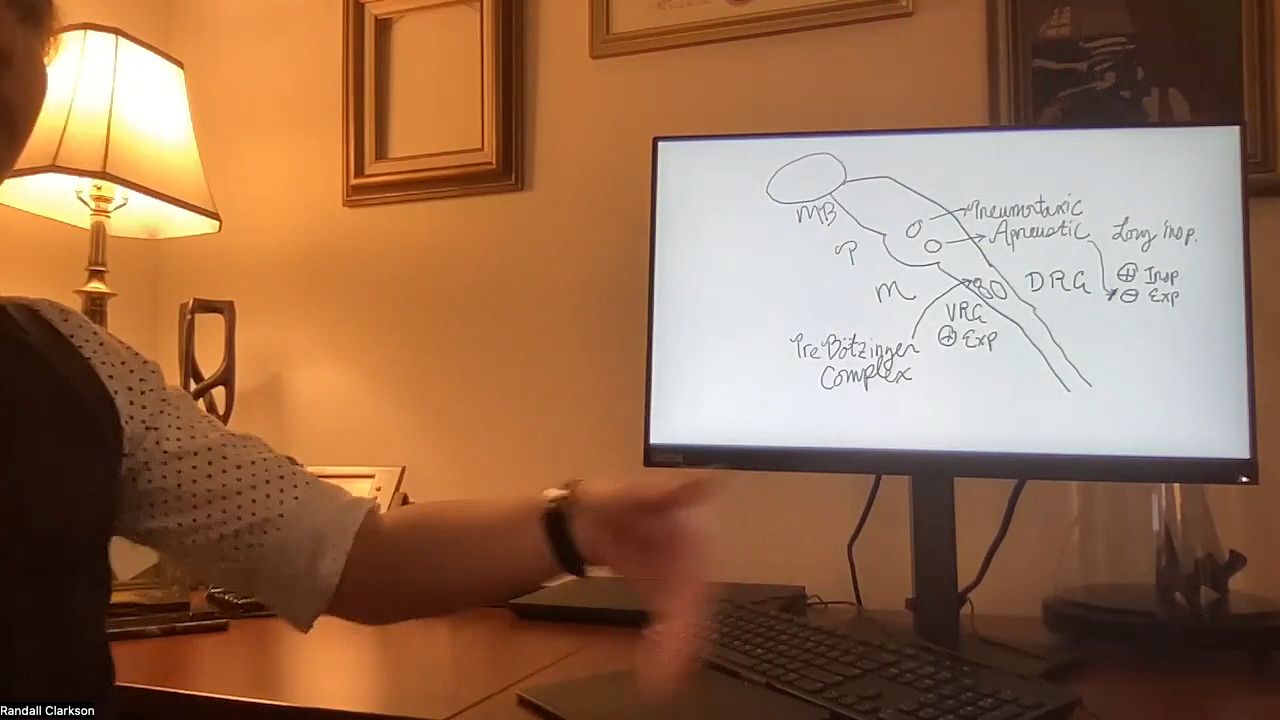 MB
P
M
Pneumotaxic
Apneustic
Long insp.
DRG
⊕ Insp
⊖ Exp
VRG
⊕ Exp
Pre Bötzinger
Complex
Randall Clarkson